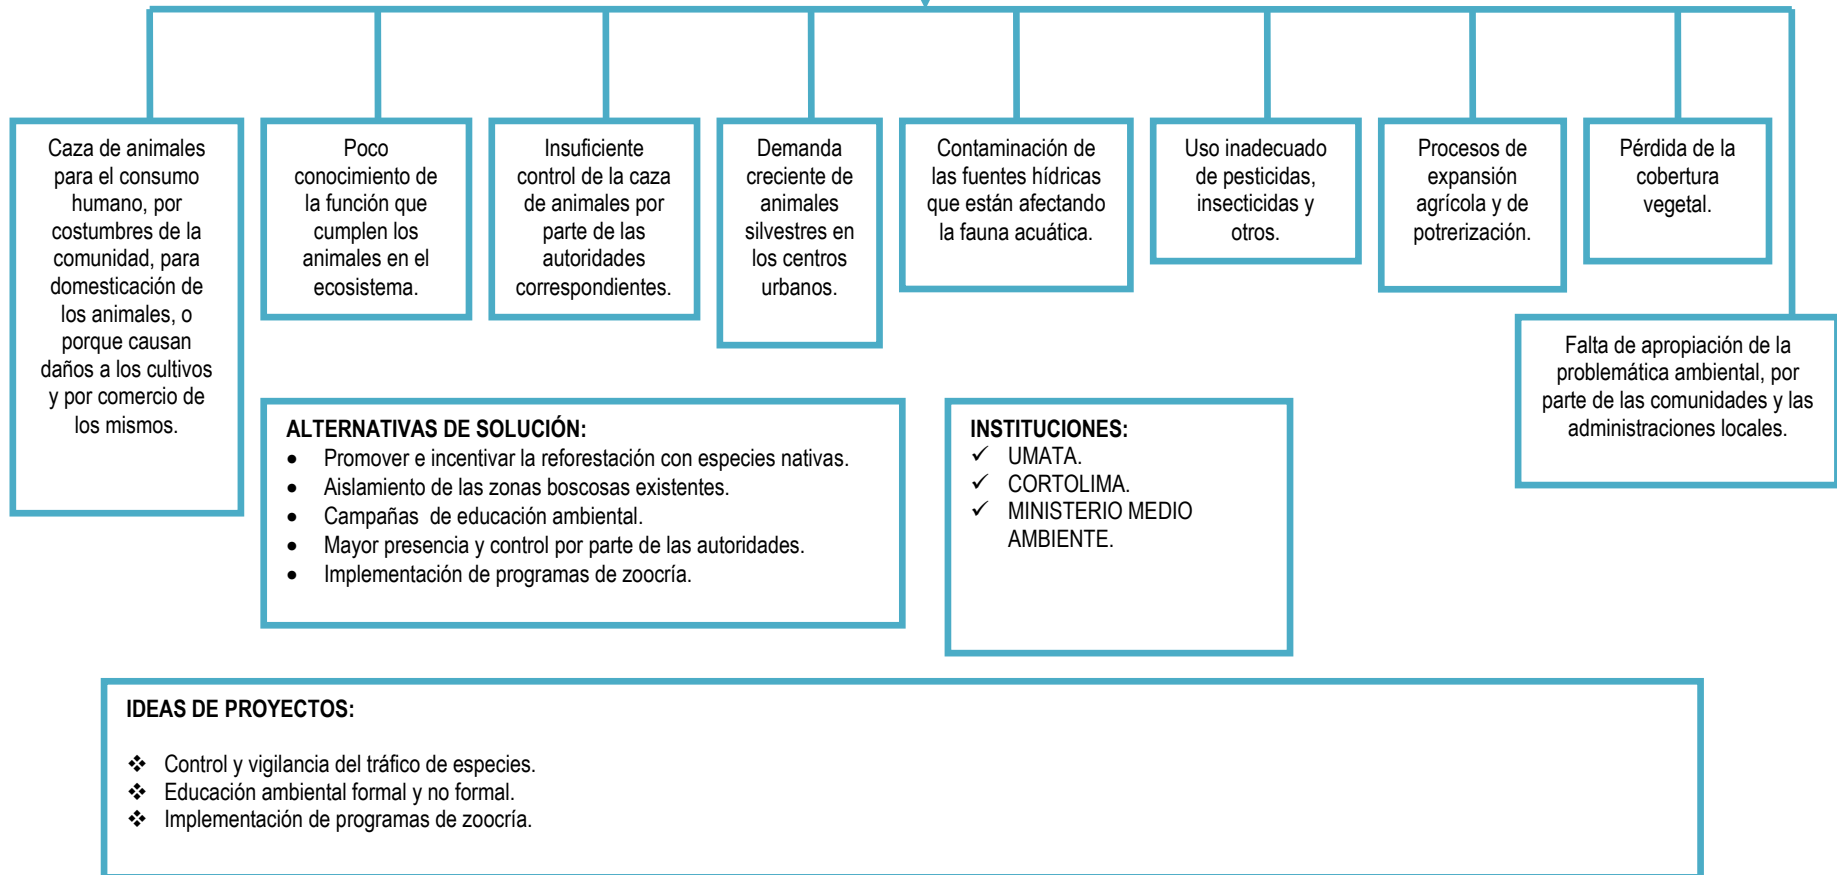 Caza de animales
para el consumo
humano, por
costumbres de la
comunidad, para
domesticación de
los animales, o
porque causan
daños a los cultivos
y por comercio de
los mismos.
Poco
conocimiento de
la función que
cumplen los
animales en el
ecosistema.
Insuficiente
control de la caza
de animales por
parte de las
autoridades
correspondientes.
Demanda
creciente de
animales
silvestres en
los centros
urbanos.
Contaminación de
las fuentes hídricas
que están afectando
la fauna acuática.
Uso inadecuado
de pesticidas,
insecticidas y
otros.
Procesos de
expansión
agrícola y de
potrerización.
Pérdida de la
cobertura
vegetal.
Falta de apropiación de la
problemática ambiental, por
parte de las comunidades y las
administraciones locales.
ALTERNATIVAS DE SOLUCIÓN:
• Promover e incentivar la reforestación con especies nativas.
• Aislamiento de las zonas boscosas existentes.
• Campañas de educación ambiental.
• Mayor presencia y control por parte de las autoridades.
• Implementación de programas de zoocría.
INSTITUCIONES:
✓ UMATA.
✓ CORTOLIMA.
✓ MINISTERIO MEDIO
AMBIENTE.
IDEAS DE PROYECTOS:
❖ Control y vigilancia del tráfico de especies.
❖ Educación ambiental formal y no formal.
❖ Implementación de programas de zoocría.